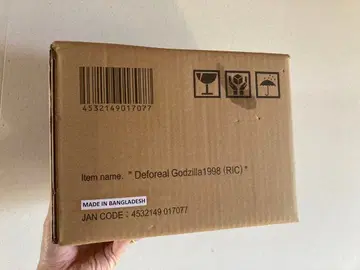 4532149017077
Item name. " Deforeal Godzilla1998 (RIC) "
MADE IN BANGLADESH
JAN CODE : 4532149 017077